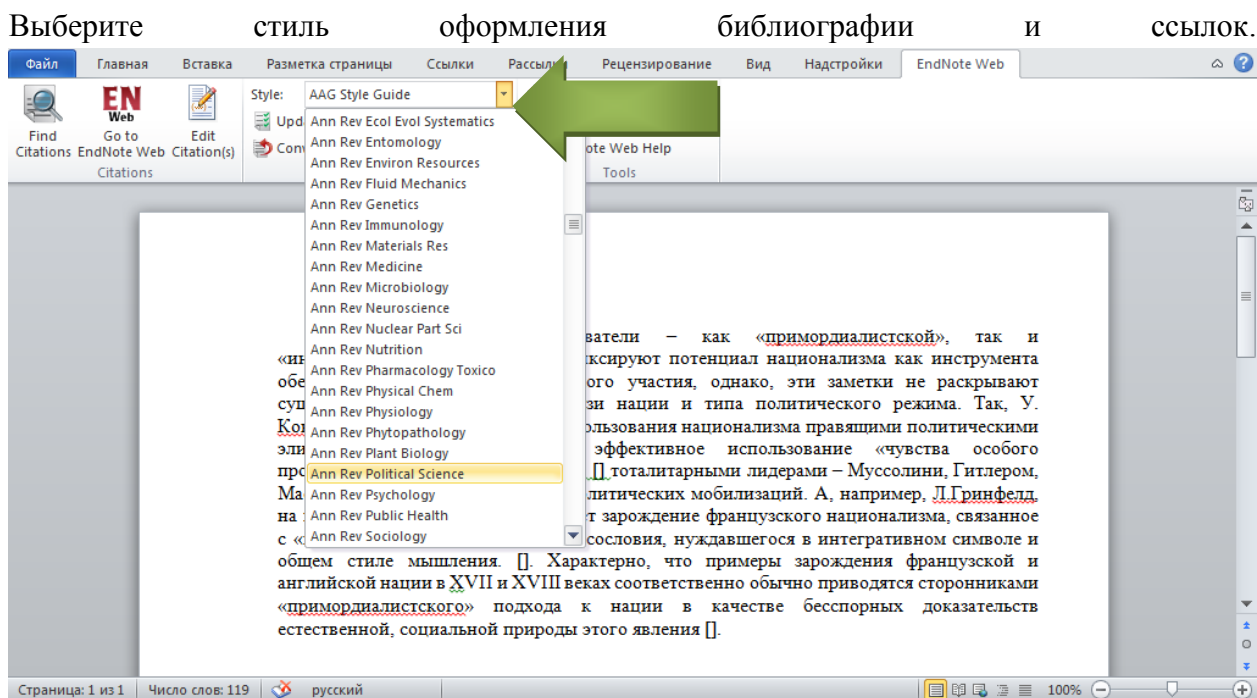 Выберите стиль оформления библиографии и ссылок.
Файл Главная Вставка Разметка страницы Ссылки Рассылки Рецензирование Вид Надстройки EndNote Web
Style: AAG Style Guide
EN Web
Find Citations
Go to EndNote Web
Edit Citation(s)
Upd
Conv
ote Web Help
Citations
Tools
Ann Rev Ecol Evol Systematics
Ann Rev Entomology
Ann Rev Environ Resources
Ann Rev Fluid Mechanics
Ann Rev Genetics
Ann Rev Immunology
Ann Rev Materials Res
Ann Rev Medicine
Ann Rev Microbiology
Ann Rev Neuroscience
Ann Rev Nuclear Part Sci
Ann Rev Nutrition
Ann Rev Pharmacology Toxico
Ann Rev Physical Chem
Ann Rev Physiology
Ann Rev Phytopathology
Ann Rev Plant Biology
Ann Rev Political Science
Ann Rev Psychology
Ann Rev Public Health
Ann Rev Sociology
ватели – как «примордиалистской», так и
«ин ксируют потенциал национализма как инструмента
обе ого участия, однако, эти заметки не раскрывают
сущ зи нации и типа политического режима. Так, У.
Ко ользования национализма правящими политическими
эли эффективное использование «чувства особого
про [] тоталитарными лидерами – Муссолини, Гитлером,
Ма литических мобилизаций. А, например, Л.Гринфелд,
на т зарождение французского национализма, связанное
с « сословия, нуждавшегося в интегративном символе и
общем стиле мышления. []. Характерно, что примеры зарождения французской и
английской нации в XVII и XVIII веках соответственно обычно приводятся сторонниками
«примордиалистского» подхода к нации в качестве бесспорных доказательств
естественной, социальной природы этого явления [].
Страница: 1 из 1 Число слов: 119 русский 100%